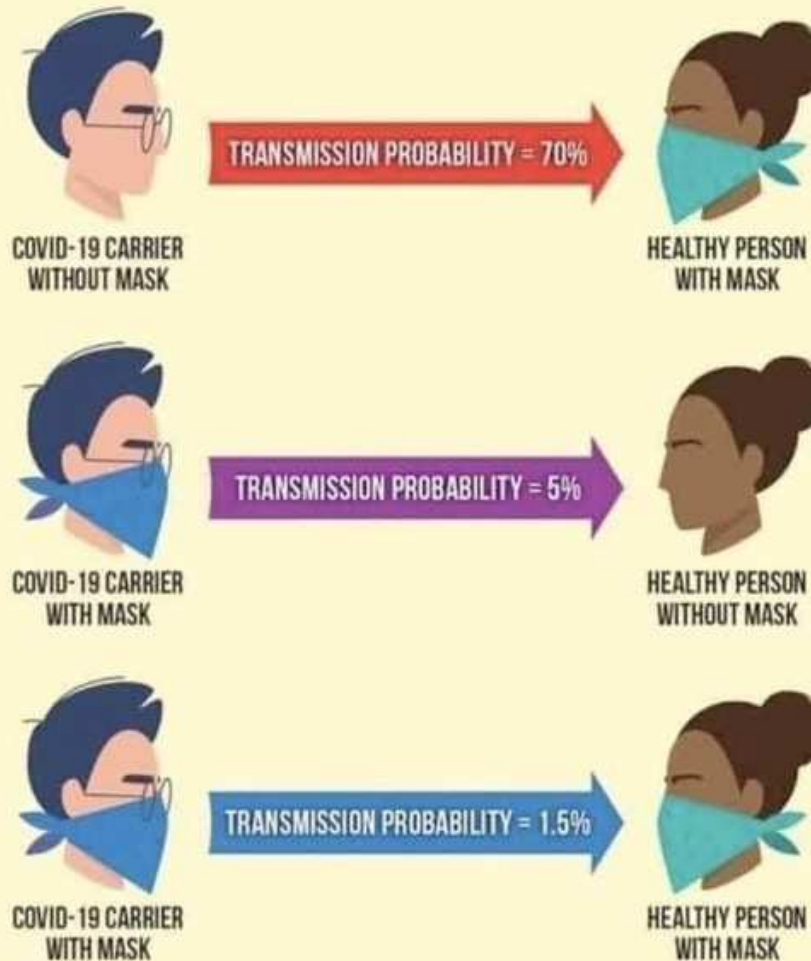 TRANSMISSION PROBABILITY = 70%
COVID-19 CARRIER
WITHOUT MASK
HEALTHY PERSON
WITH MASK
TRANSMISSION PROBABILITY = 5%
COVID-19 CARRIER
WITH MASK
HEALTHY PERSON
WITHOUT MASK
TRANSMISSION PROBABILITY = 1.5%
COVID-19 CARRIER
WITH MASK
HEALTHY PERSON
WITH MASK